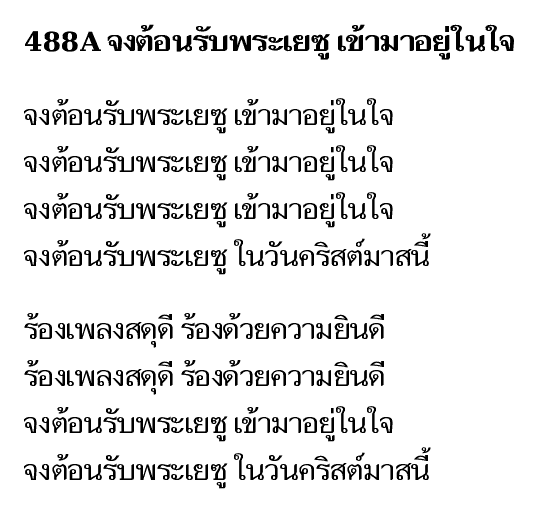 488A จงต้อนรับพระเยซู เข้ามาอยู่ในใจ
จงต้อนรับพระเยซู เข้ามาอยู่ในใจ
จงต้อนรับพระเยซู เข้ามาอยู่ในใจ
จงต้อนรับพระเยซู เข้ามาอยู่ในใจ
จงต้อนรับพระเยซู ในวันคริสต์มาสนี้
ร้องเพลงสดุดี ร้องด้วยความยินดี
ร้องเพลงสดุดี ร้องด้วยความยินดี
จงต้อนรับพระเยซู เข้ามาอยู่ในใจ
จงต้อนรับพระเยซู ในวันคริสต์มาสนี้